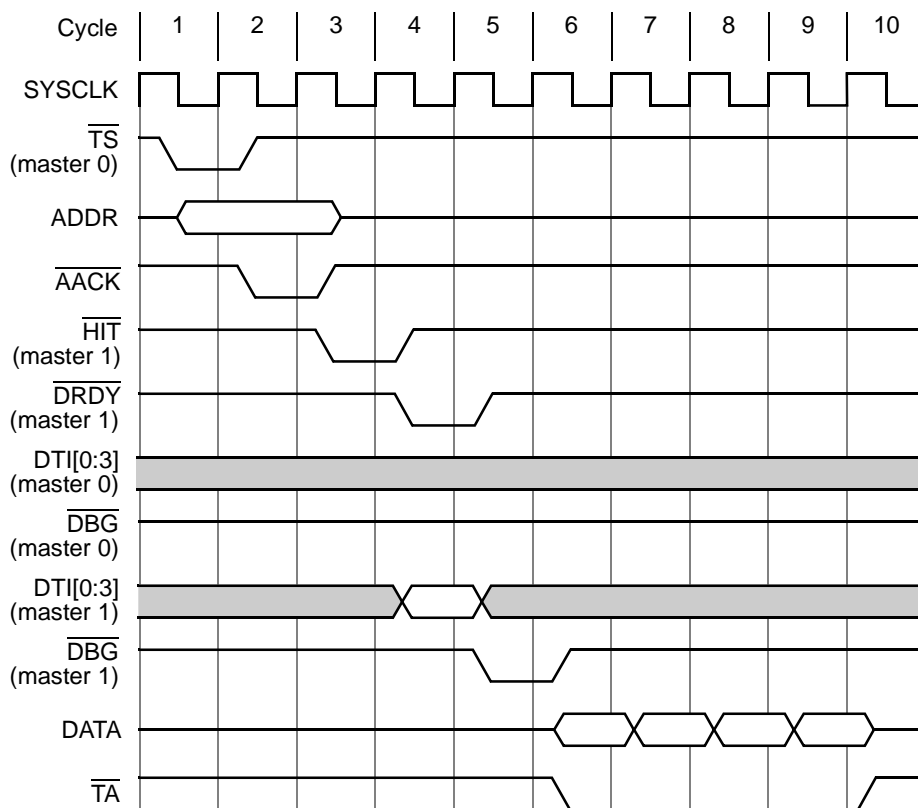 Cycle 1 2 3 4 5 6 7 8 9 10
SYSCLK
TS
(master 0)
ADDR
AACK
HIT
(master 1)
DRDY
(master 1)
DTI[0:3]
(master 0)
DBG
(master 0)
DTI[0:3]
(master 1)
DBG
(master 1)
DATA
TA